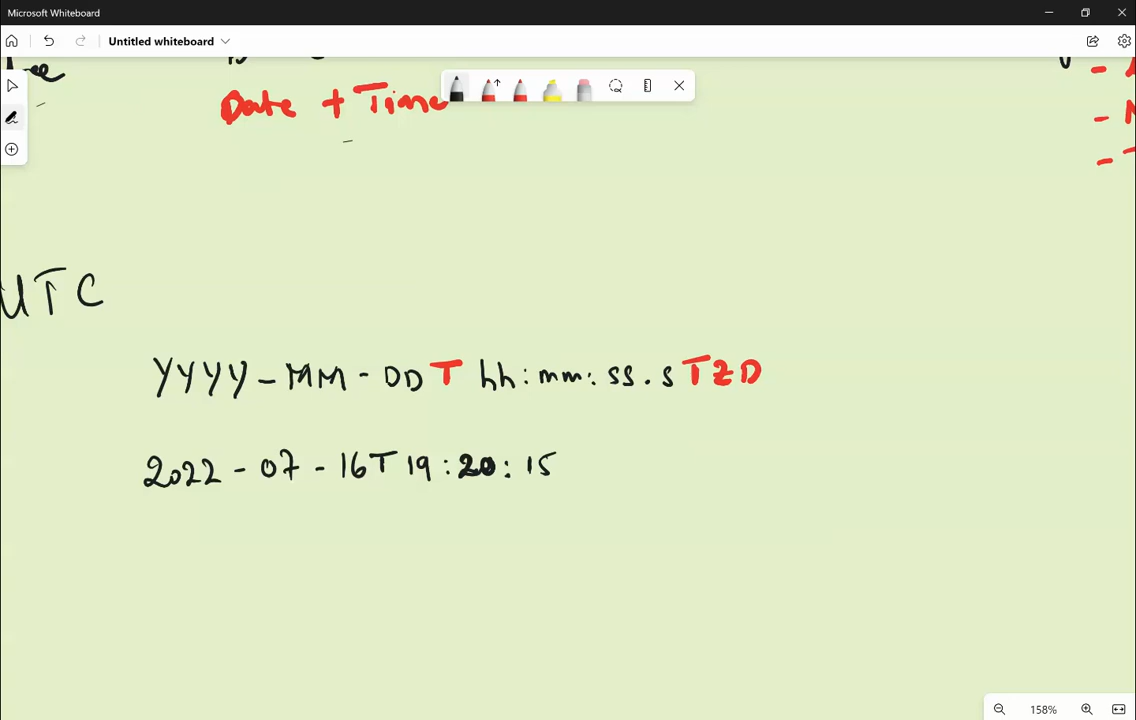 Microsoft Whiteboard
Untitled whiteboard
Date + Time
UTC
YYYY-MM-DDThh:mm:ss.sTZD
2022-07-16T19:20:15
158%